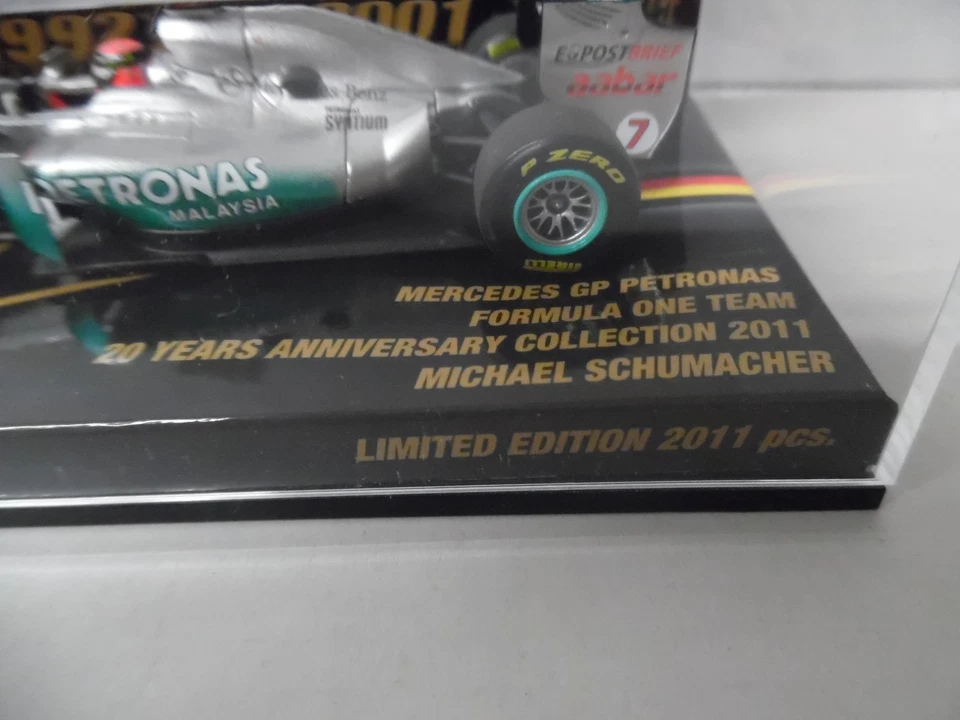 E@POSTBRIEF
aabar
7
SYNTIUM
PETRONAS
MALAYSIA
P ZERO
MERCEDES GP PETRONAS
FORMULA ONE TEAM
20 YEARS ANNIVERSARY COLLECTION 2011
MICHAEL SCHUMACHER
LIMITED EDITION 2011 pcs.